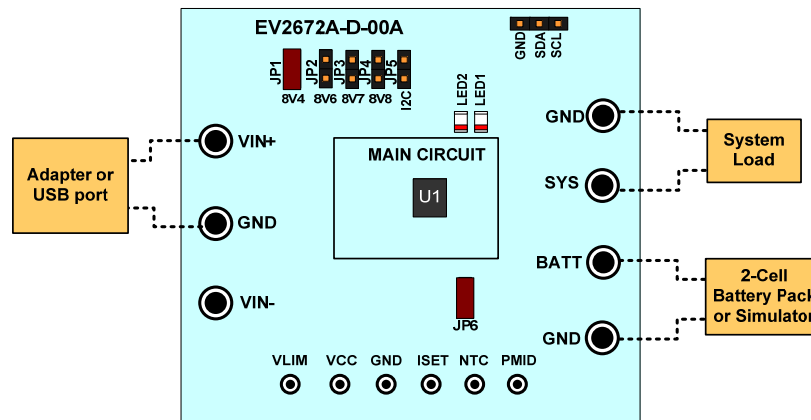 EV2672A-D-00A
GND
SDA
SCL
JP1
JP2
JP3
JP4
JP5
8V4
8V6
8V7
8V8
I2C
LED2
LED1
VIN+
GND
VIN-
Adapter or
USB port
MAIN CIRCUIT
U1
GND
SYS
BATT
GND
System
Load
2-Cell
Battery Pack
or Simulator
JP6
VLIM
VCC
GND
ISET
NTC
PMID